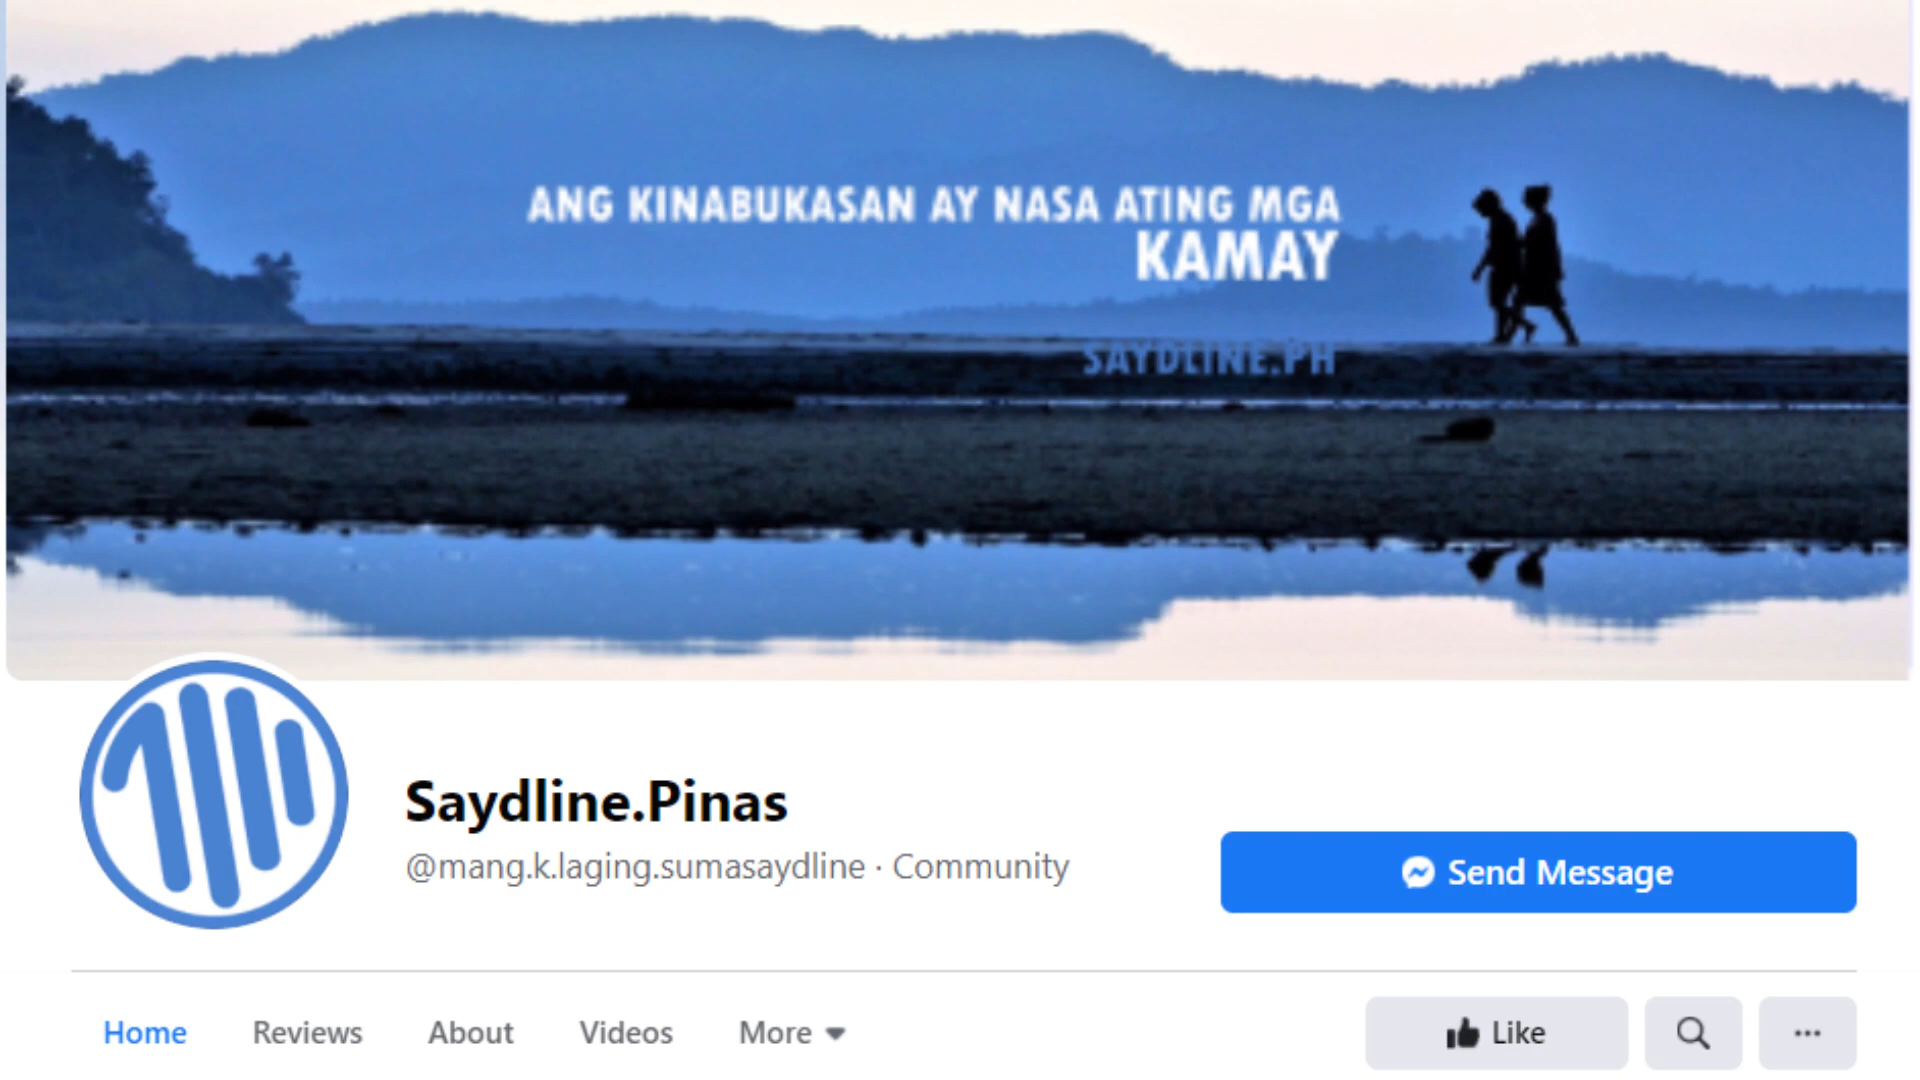 ANG KINABUKASAN AY NASA ATING MGA
KAMAY
SAYDLINE.PH
Saydline.Pinas
@mang.k.laging.sumasaydline · Community
Send Message
Home Reviews About Videos More
Like